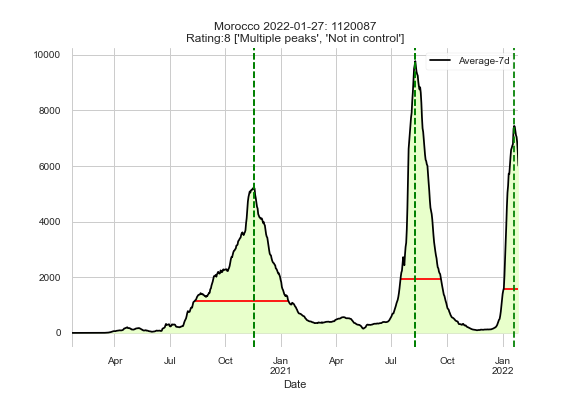 Morocco 2022-01-27: 1120087
Rating:8 ['Multiple peaks', 'Not in control']
Average-7d
10000
8000
6000
4000
2000
0
Apr Jul Oct Jan Apr Jul Oct Jan
2021 2022
Date